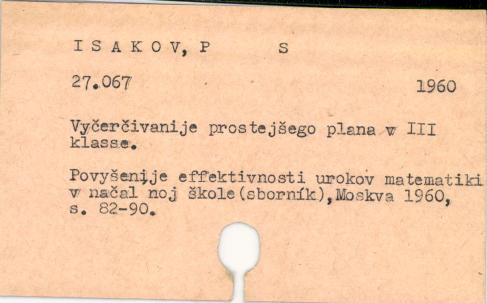 I S A K O V, P S
27.067 1960
Vyčerčivanije prostejšego plana v III
klasse.
Povyšenije effektivnosti urokov matematiki
v načal noj škole(sborník),Moskva 1960,
s. 82-90.